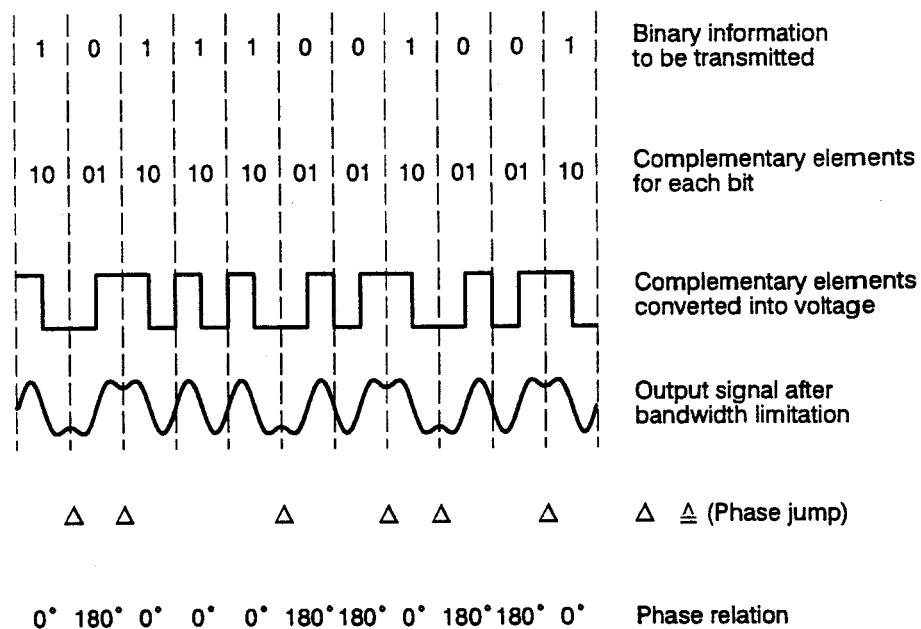 1 0 1 1 1 0 0 1 0 0 1 Binary information
to be transmitted
10 01 10 10 10 01 01 10 01 01 10 Complementary elements
for each bit
Complementary elements
converted into voltage
Output signal after
bandwidth limitation
Δ Δ Δ Δ Δ Δ Δ ≙ (Phase jump)
0° 180° 0° 0° 0° 180° 180° 0° 180° 180° 0° Phase relation